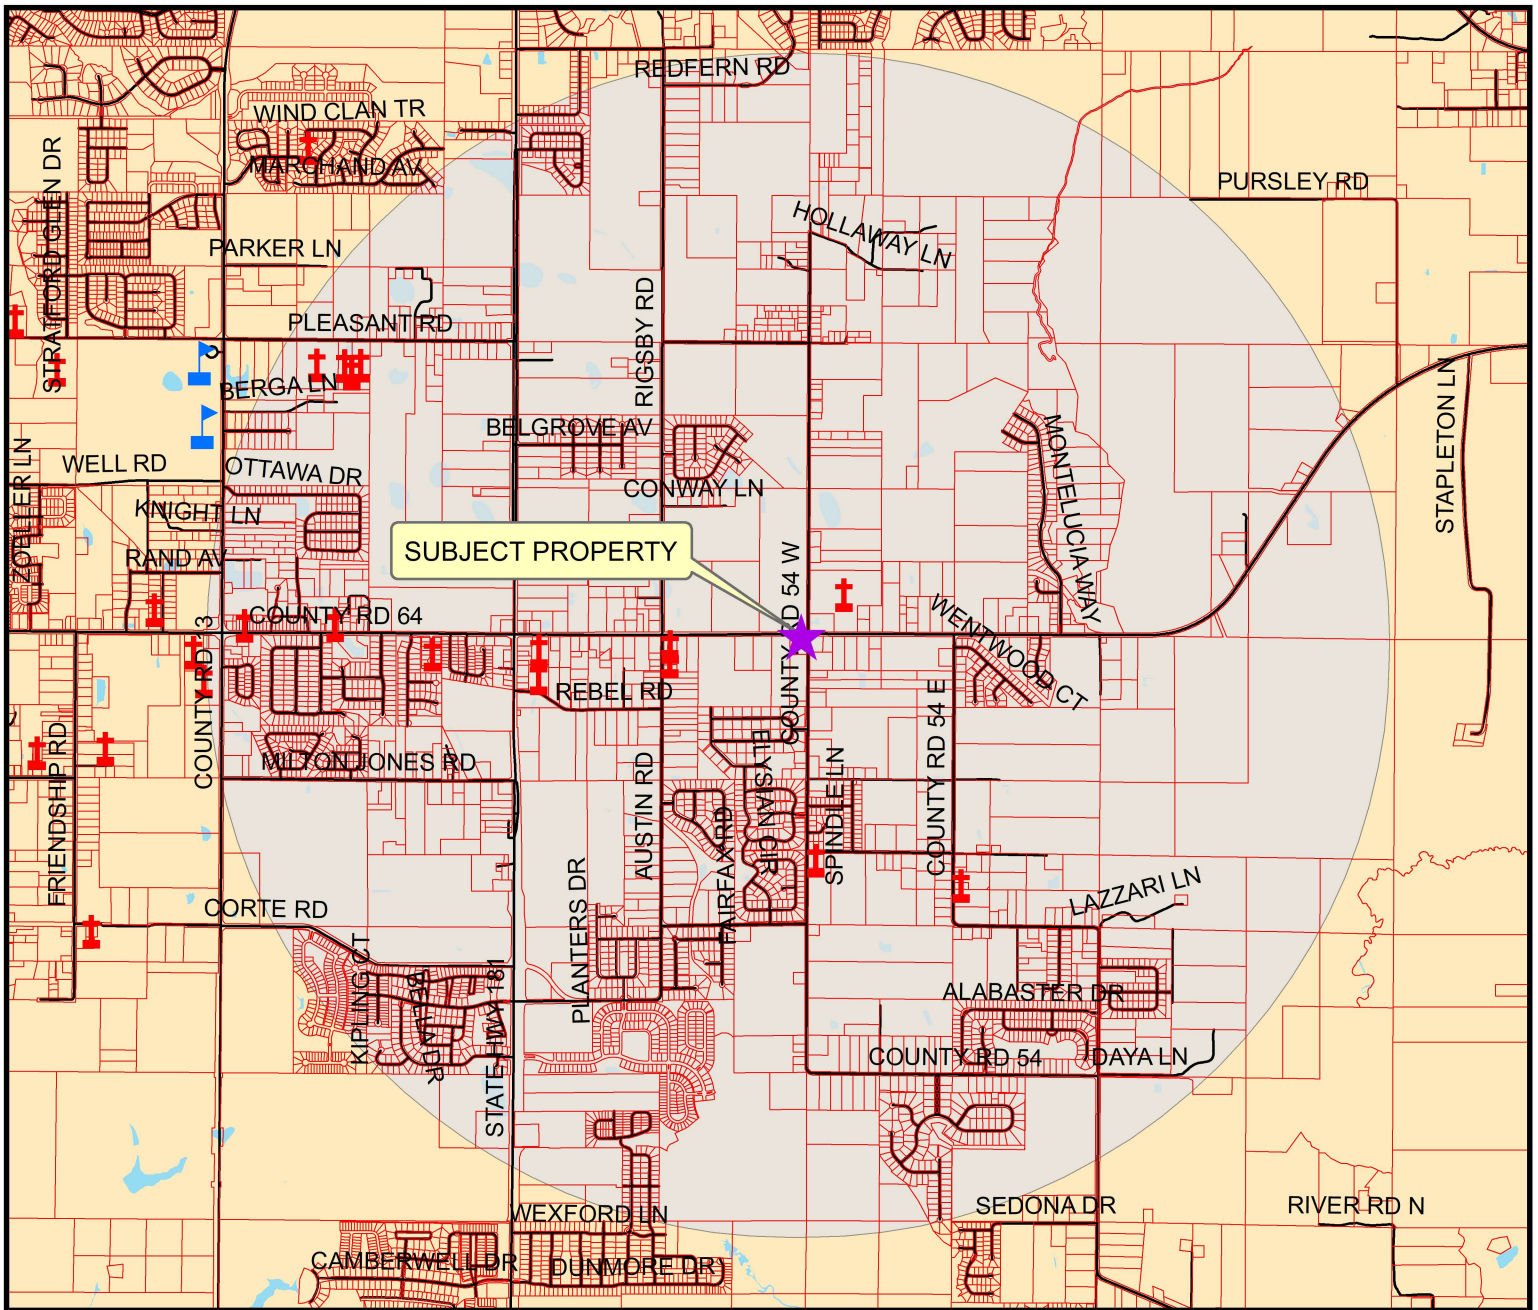 REDFERN RD
WIND CLAN TR
MARCHAND AV
STRATFORD GLEN DR
PURSLEY RD
HOLLAWAY LN
PARKER LN
RIGSBY RD
PLEASANT RD
BERGA LN
STAPLETON LN
BELGROVE AV
MONTELUCIA WAY
WELL RD
OTTAWA DR
ZOELLER LN
CONWAY LN
KNIGHT LN
SUBJECT PROPERTY
RAND AV
COUNTY RD 54 W
COUNTY RD 64
WENTWOOD CT
COUNTY RD 13
REBEL RD
COUNTY RD 54 E
FRIENDSHIP RD
MILTON JONES RD
ELYSIAN CIR
AUSTIN RD
SPINDLE LN
FAIRFAX RD
PLANTERS DR
LAZZARI LN
CORTE RD
KIPLING CT
BELLA DR
STATE HWY 181
ALABASTER DR
COUNTY RD 54
DAYA LN
WEXFORD LN
SEDONA DR
RIVER RD N
CAMBERWELL DR
DUNMORE DR